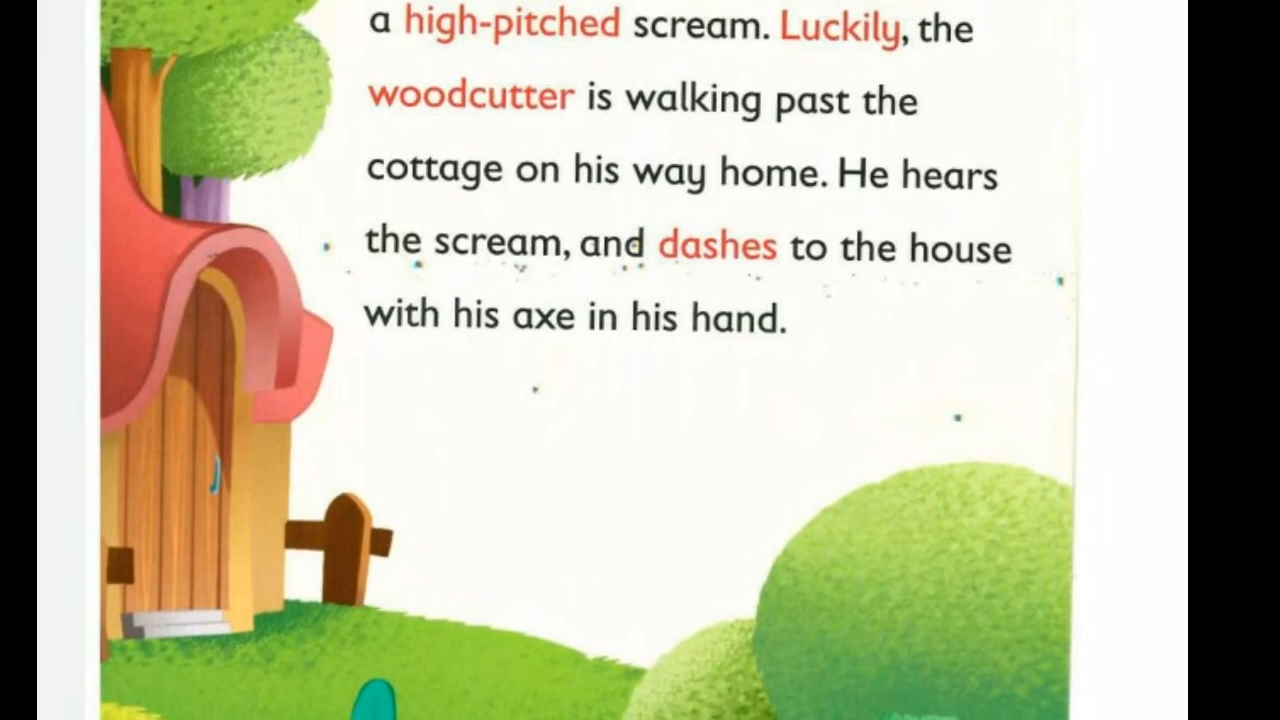 a high-pitched scream. Luckily, the
woodcutter is walking past the
cottage on his way home. He hears
the scream, and dashes to the house
with his axe in his hand.